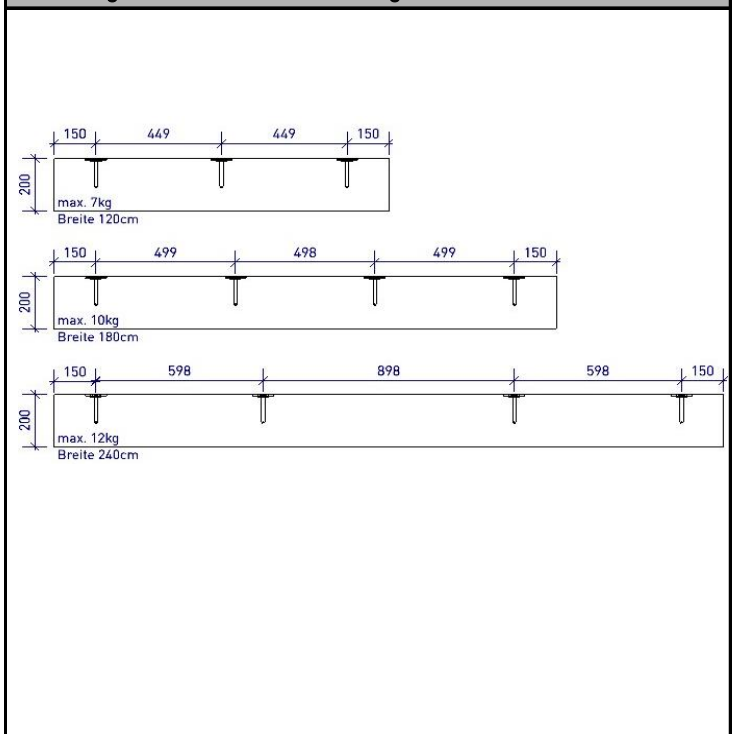 150 449 449 150
200
max. 7kg
Breite 120cm
150 499 498 499 150
200
max. 10kg
Breite 180cm
150 598 898 598 150
200
max. 12kg
Breite 240cm